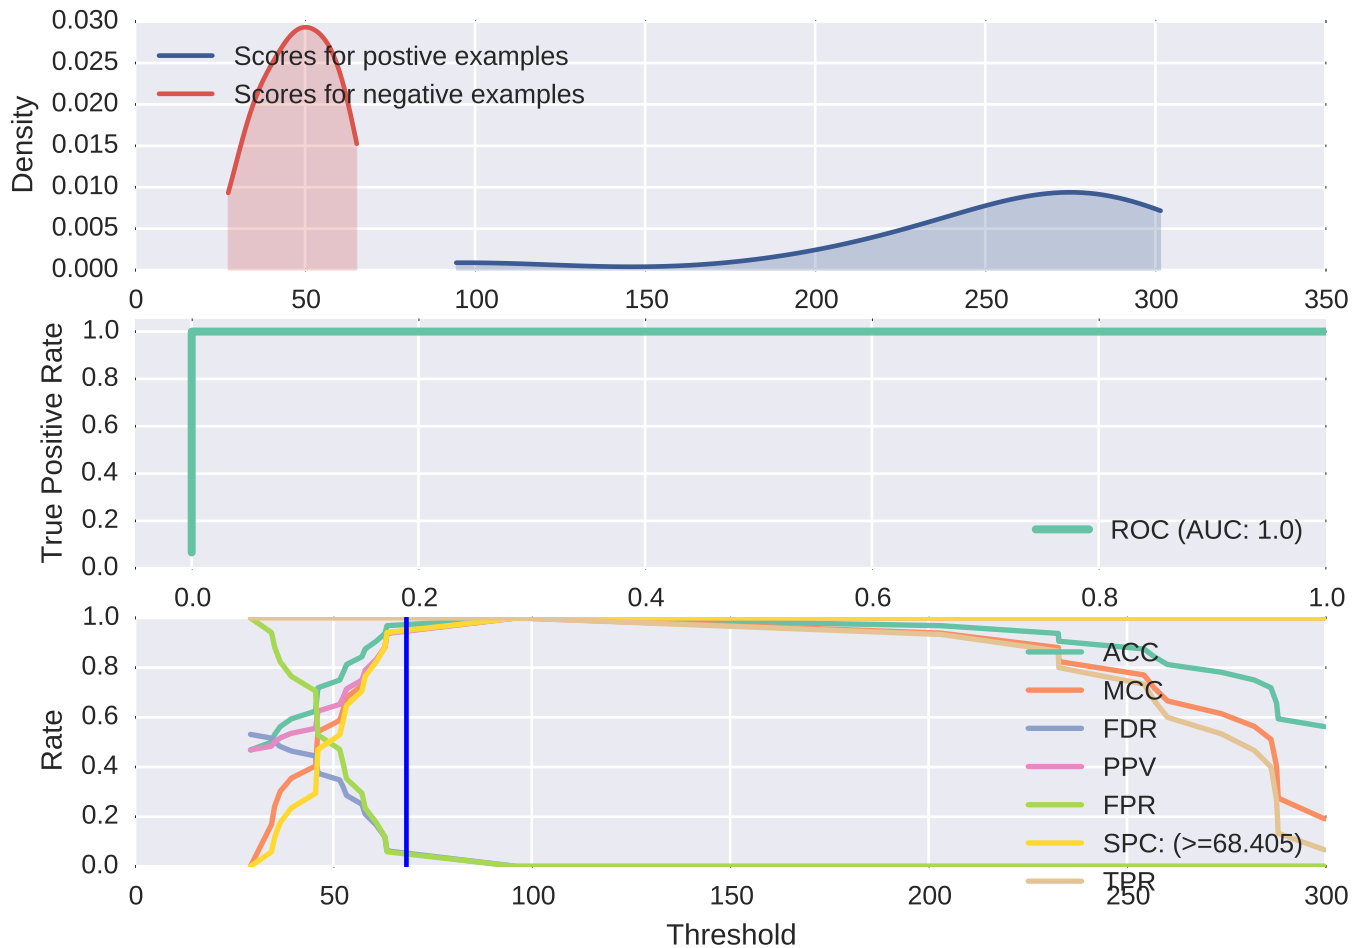 0.030
0.025
0.020
0.015
0.010
0.005
0.000
Density
Scores for postive examples
Scores for negative examples
0 50 100 150 200 250 300 350
1.0
0.8
0.6
0.4
0.2
0.0
True Positive Rate
ROC (AUC: 1.0)
0.0 0.2 0.4 0.6 0.8 1.0
1.0
0.8
0.6
0.4
0.2
0.0
Rate
ACC
MCC
FDR
PPV
FPR
SPC: (>=68.405)
TPR
0 50 100 150 200 250 300
Threshold